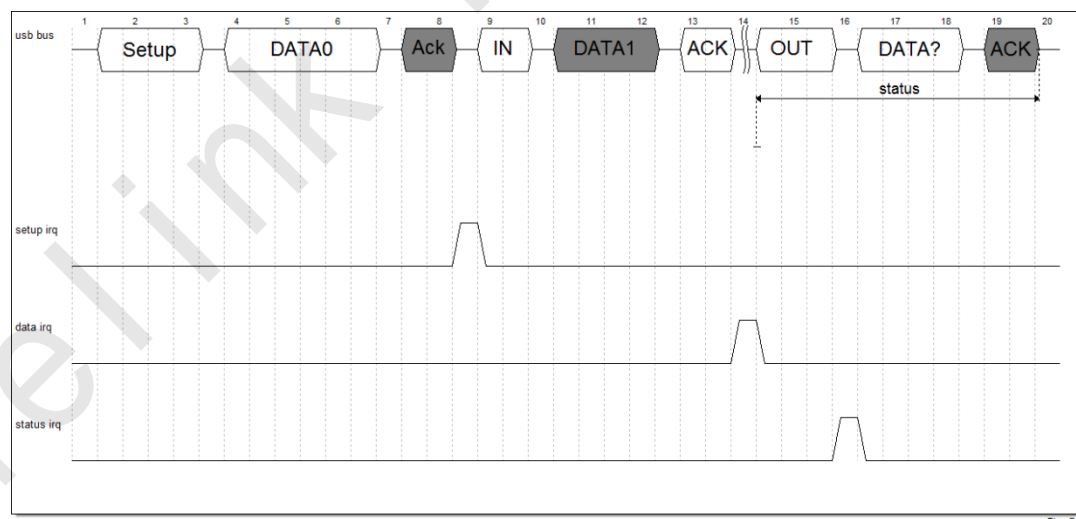 1 2 3 4 5 6 7 8 9 10 11 12 13 14 15 16 17 18 19 20
usb bus Setup DATA0 Ack IN DATA1 ACK OUT DATA? ACK
status
setup irq
data irq
status irq
elink